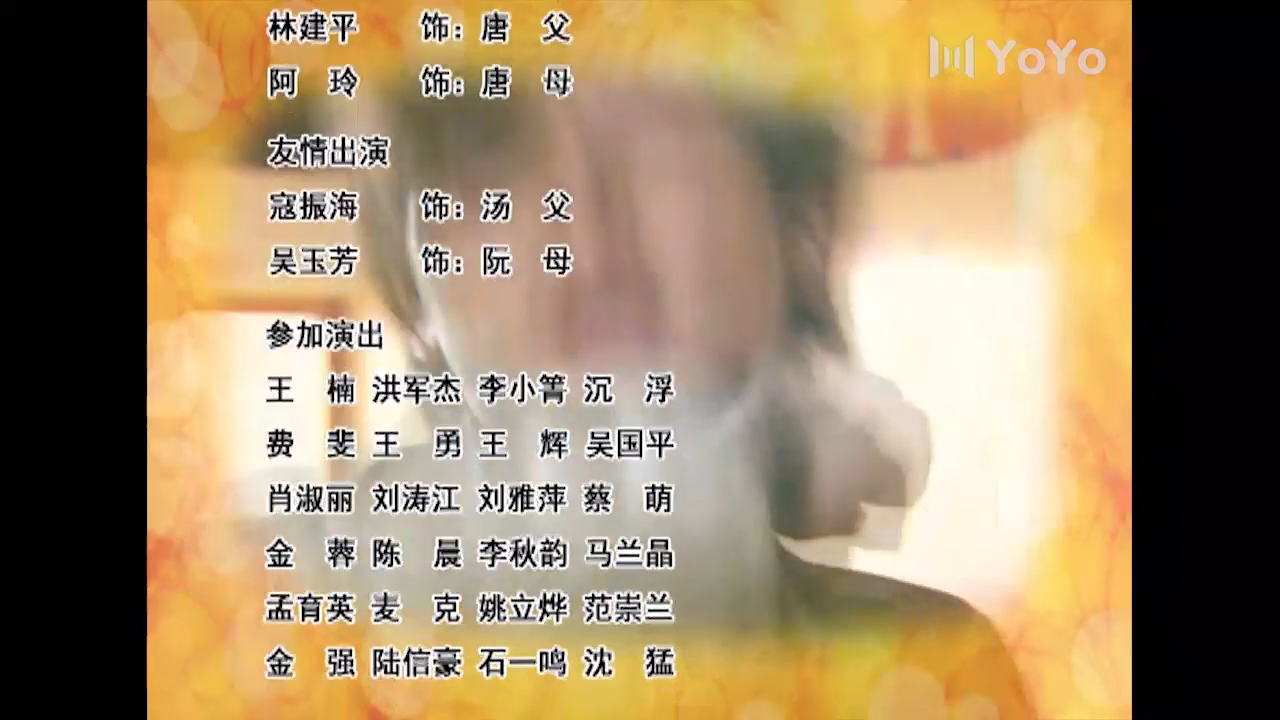 林建平 饰：唐 父
YOYO
阿 玲 饰：唐 母
友情出演
寇振海 饰：汤 父
吴玉芳 饰：阮 母
参加演出
王 楠 洪军杰 李小箐 沉 浮
费 斐 王 勇 王 辉 吴国平
肖淑丽 刘涛江 刘雅萍 蔡 萌
金 蓉 陈 晨 李秋韵 马兰晶
孟育英 麦 克 姚立烨 范崇兰
金 强 陆信豪 石一鸣 沈 猛